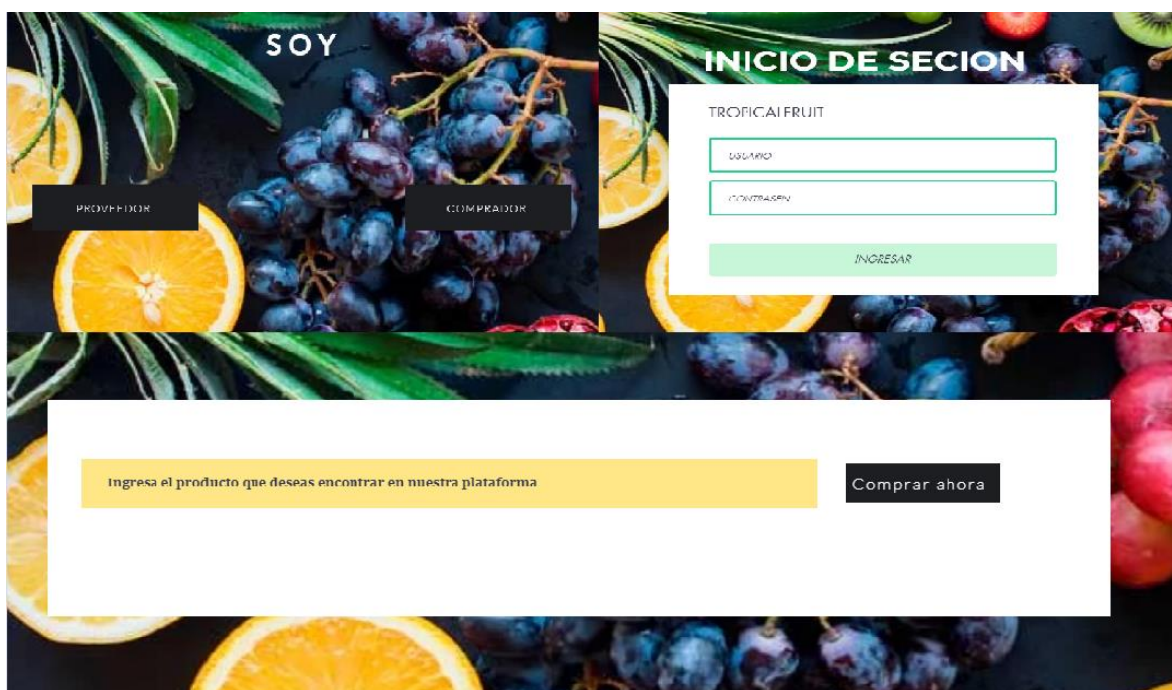 SOY
PROVEEDOR
COMPRADOR
INICIO DE SECION
TROPICALFRUIT
USUARIO
CONTRASEN
INGRESAR
Ingresa el producto que deseas encontrar en nuestra plataforma
Comprar ahora